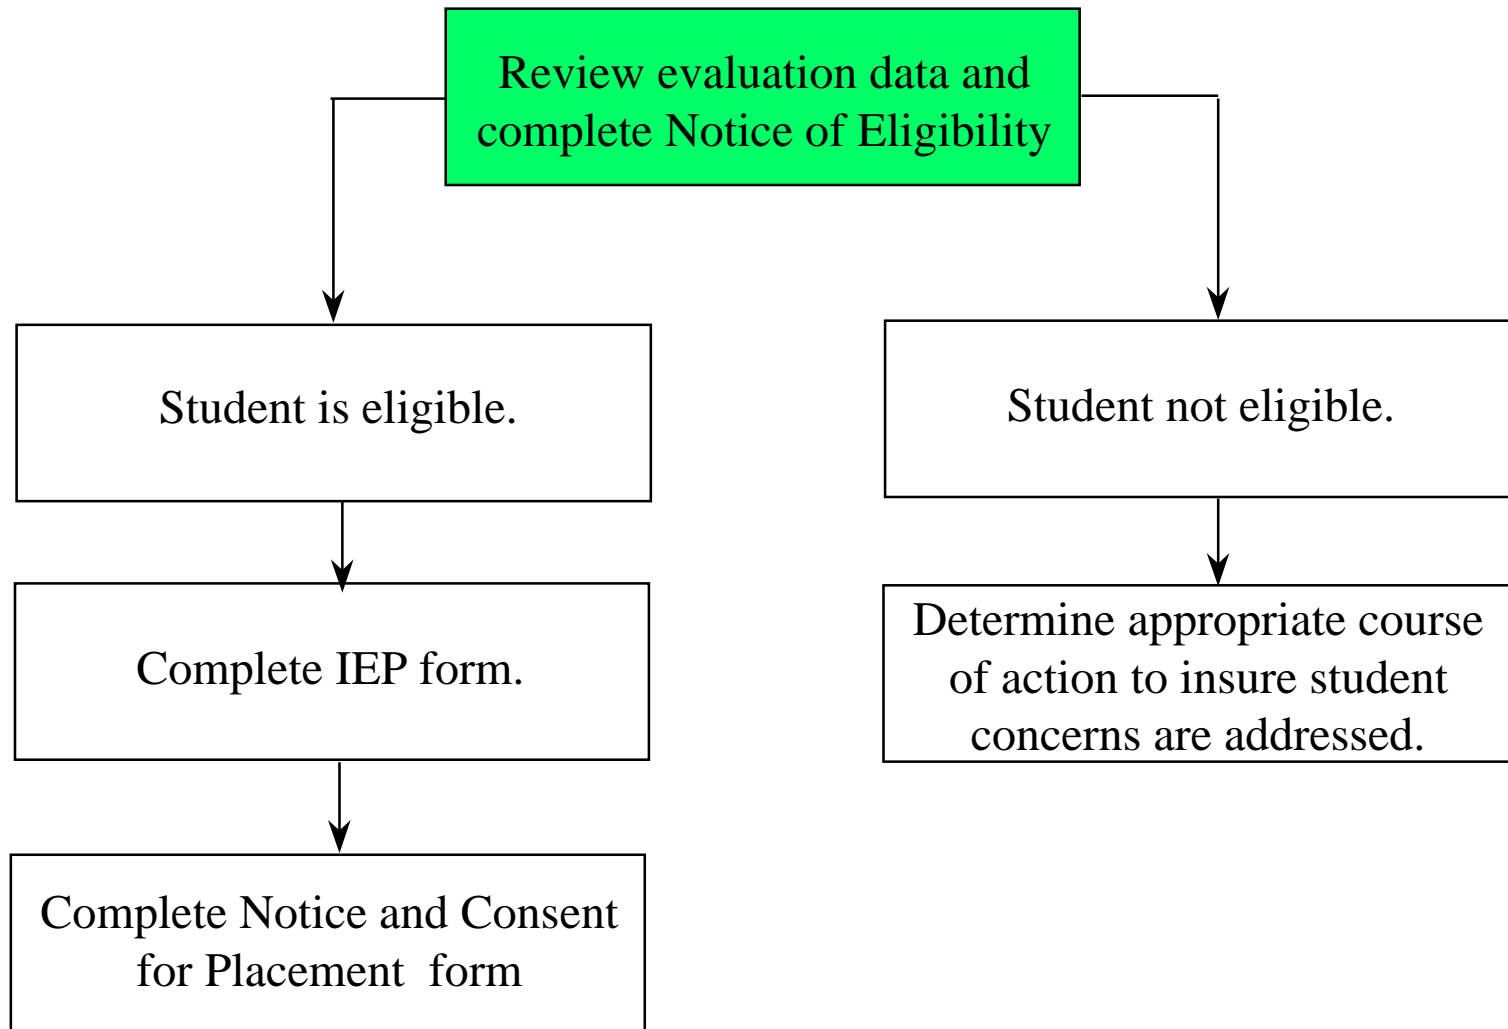 Review evaluation data and
complete Notice of Eligibility
Student is eligible.
Student not eligible.
Complete IEP form.
Determine appropriate course
of action to insure student
concerns are addressed.
Complete Notice and Consent
for Placement  form